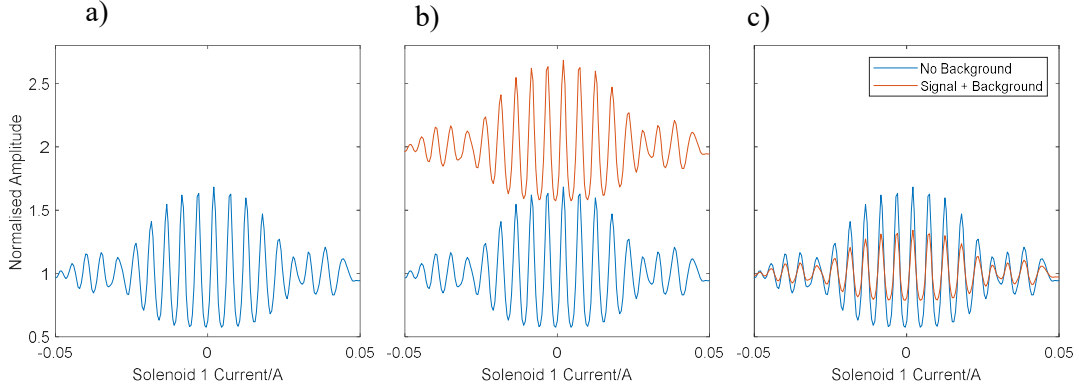 a)
b)
c)
Normalised Amplitude
2.5
2
1.5
1
0.5
-0.05
0
0.05
Solenoid 1 Current/A
-0.05
0
0.05
Solenoid 1 Current/A
No Background
Signal + Background
-0.05
0
0.05
Solenoid 1 Current/A